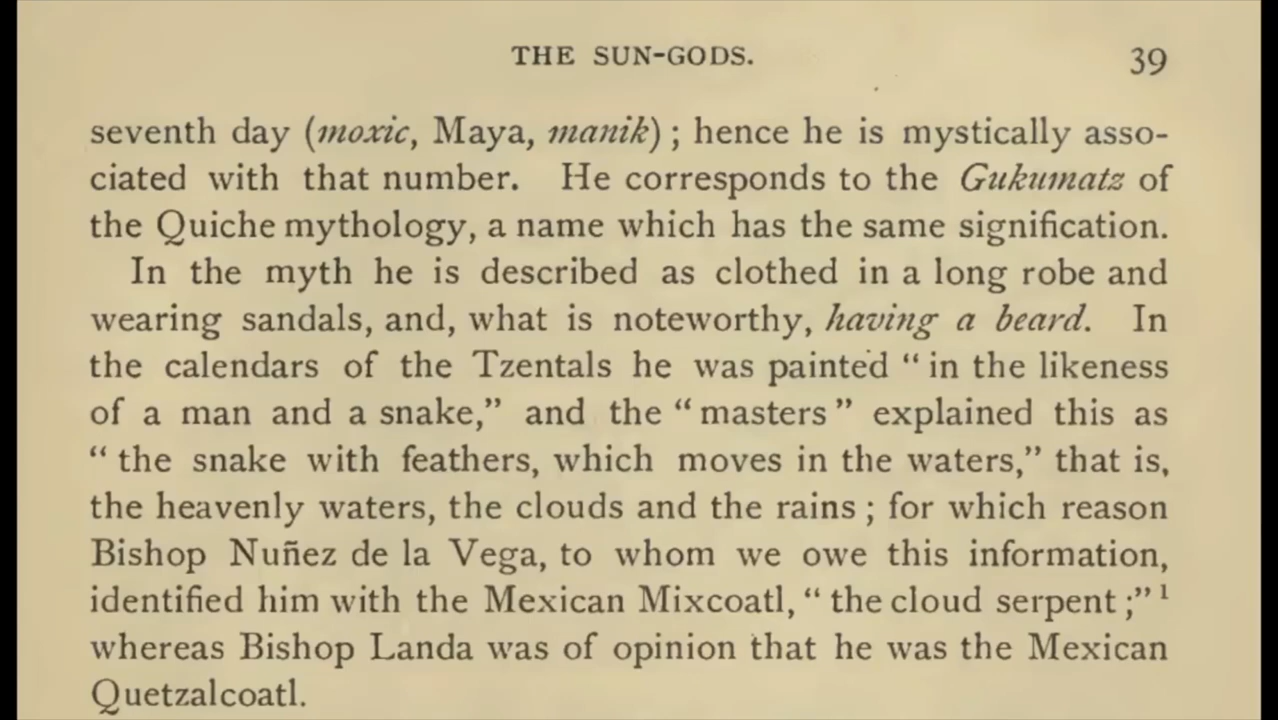 THE SUN-GODS.
39
seventh day (moxic, Maya, manik) ; hence he is mystically asso-
ciated with that number. He corresponds to the Gukumatz of
the Quiche mythology, a name which has the same signification.
In the myth he is described as clothed in a long robe and
wearing sandals, and, what is noteworthy, having a beard. In
the calendars of the Tzentals he was painted “ in the likeness
of a man and a snake,” and the “ masters ” explained this as
“ the snake with feathers, which moves in the waters,” that is,
the heavenly waters, the clouds and the rains ; for which reason
Bishop Nuñez de la Vega, to whom we owe this information,
identified him with the Mexican Mixcoatl, “ the cloud serpent ;” ¹
whereas Bishop Landa was of opinion that he was the Mexican
Quetzalcoatl.